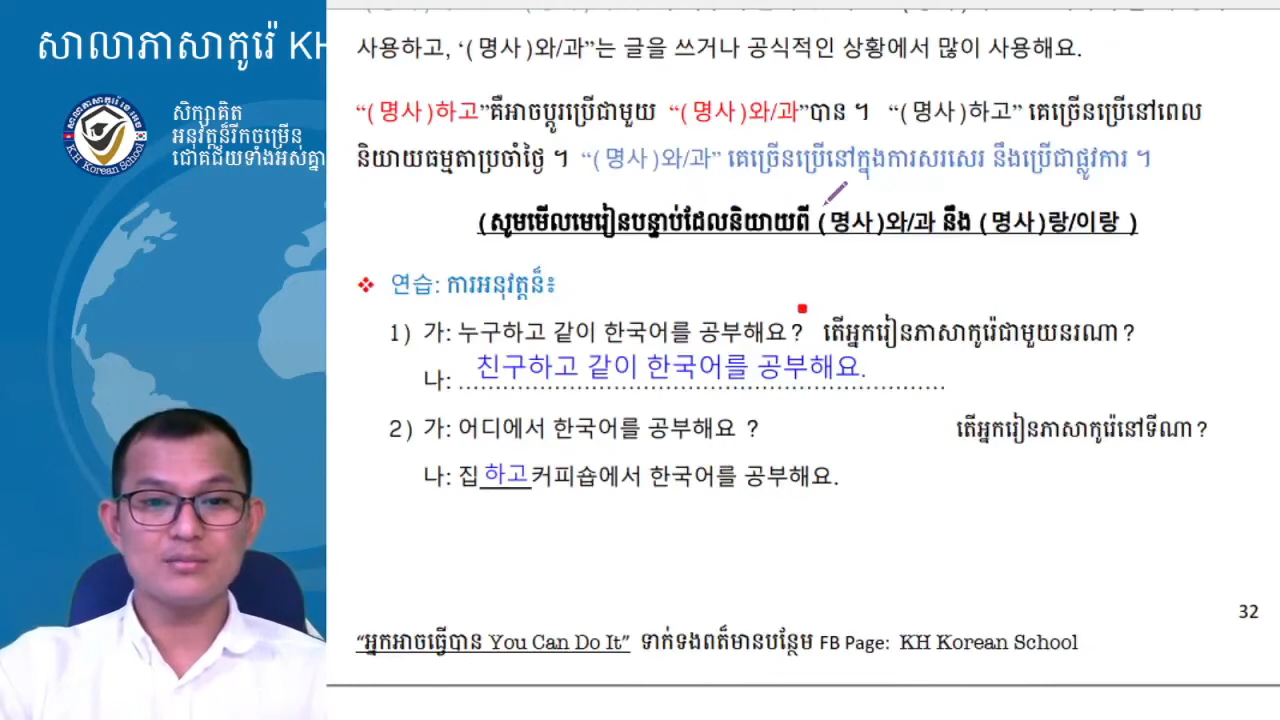 សាលាភាសាកូរ៉េ KH
សិក្សាគិត
អនុវត្តន៏រីកចម្រើន
ជោគជ័យទាំងអស់គ្នា
KH Korean School
사용하고, ‘(명사)와/과”는 글을 쓰거나 공식적인 상황에서 많이 사용해요.
“(명사)하고”គឺអាចប្ដូរប្រើជាមួយ “(명사)와/과”បាន ។ “(명사)하고” គេច្រើនប្រើនៅពេល
និយាយធម្មតាប្រចាំថ្ងៃ ។ “(명사)와/과” គេច្រើនប្រើនៅក្នុងការសរសេរ នឹងប្រើជាផ្លូវការ ។
(សូមមើលមេរៀនបន្ទាប់ដែលនិយាយពី (명사)와/과 នឹង (명사)랑/이랑 )
❖ 연습: ការអនុវត្តន៏៖
1) 가: 누구하고 같이 한국어를 공부해요? តើអ្នករៀនភាសាកូរ៉េជាមួយនរណា?
나: 친구하고 같이 한국어를 공부해요.
2) 가: 어디에서 한국어를 공부해요 ? តើអ្នករៀនភាសាកូរ៉េនៅទីណា?
나: 집하고커피숍에서 한국어를 공부해요.
32
“អ្នកអាចធ្វើបាន You Can Do It” ទាក់ទងពត៏មានបន្ថែម FB Page: KH Korean School